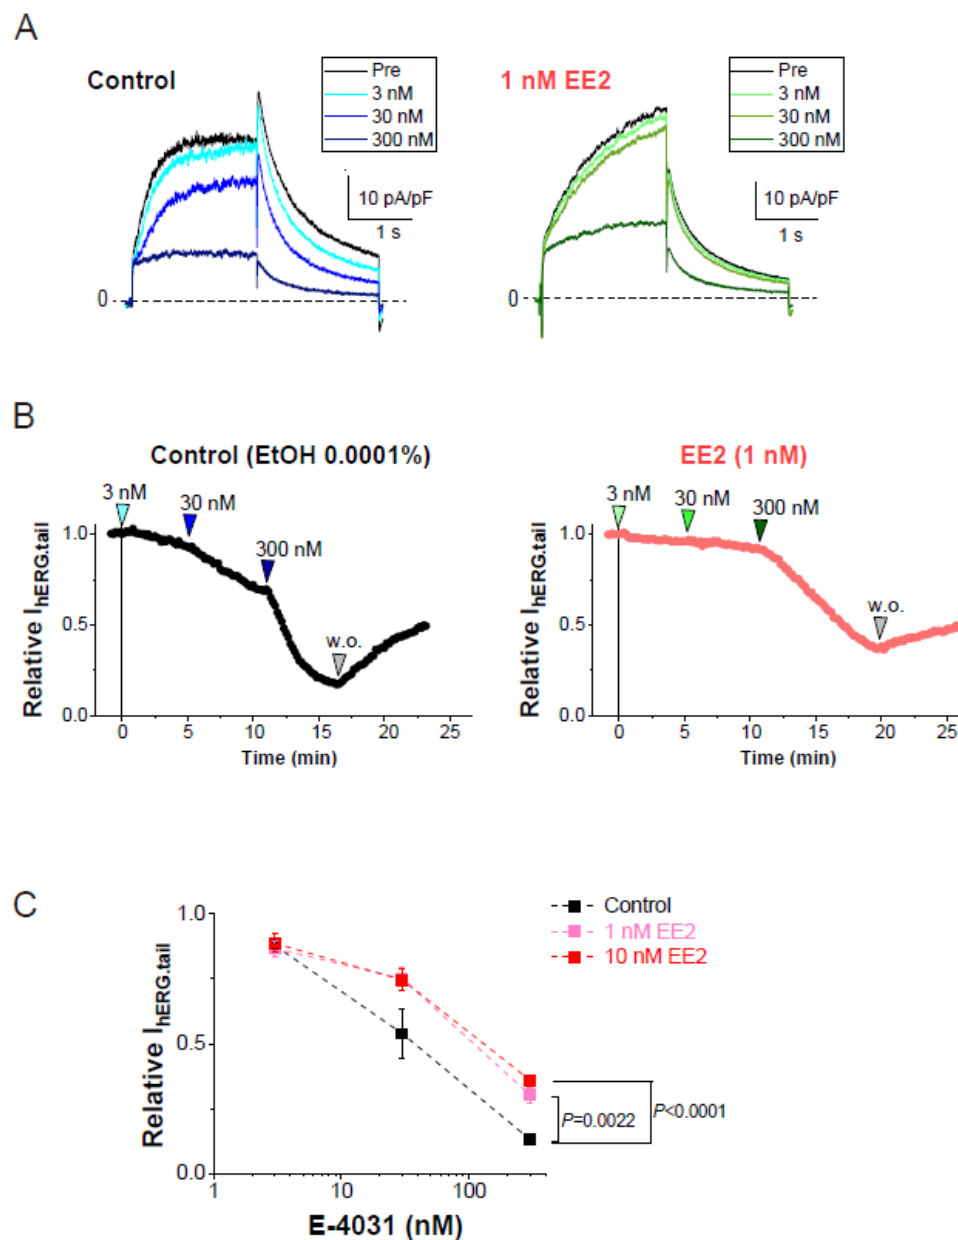 A
Control
Pre
3 nM
30 nM
300 nM
10 pA/pF
1 s
0
1 nM EE2
Pre
3 nM
30 nM
300 nM
10 pA/pF
1 s
0
B
Control (EtOH 0.0001%)
3 nM
30 nM
300 nM
w.o.
Relative IhERG.tail
1.0
0.5
0.0
0 5 10 15 20 25
Time (min)
EE2 (1 nM)
3 nM
30 nM
300 nM
w.o.
Relative IhERG.tail
1.0
0.5
0.0
0 5 10 15 20 25
Time (min)
C
Control
1 nM EE2
10 nM EE2
Relative IhERG.tail
1.0
0.5
0.0
P=0.0022
P<0.0001
1 10 100
E-4031 (nM)